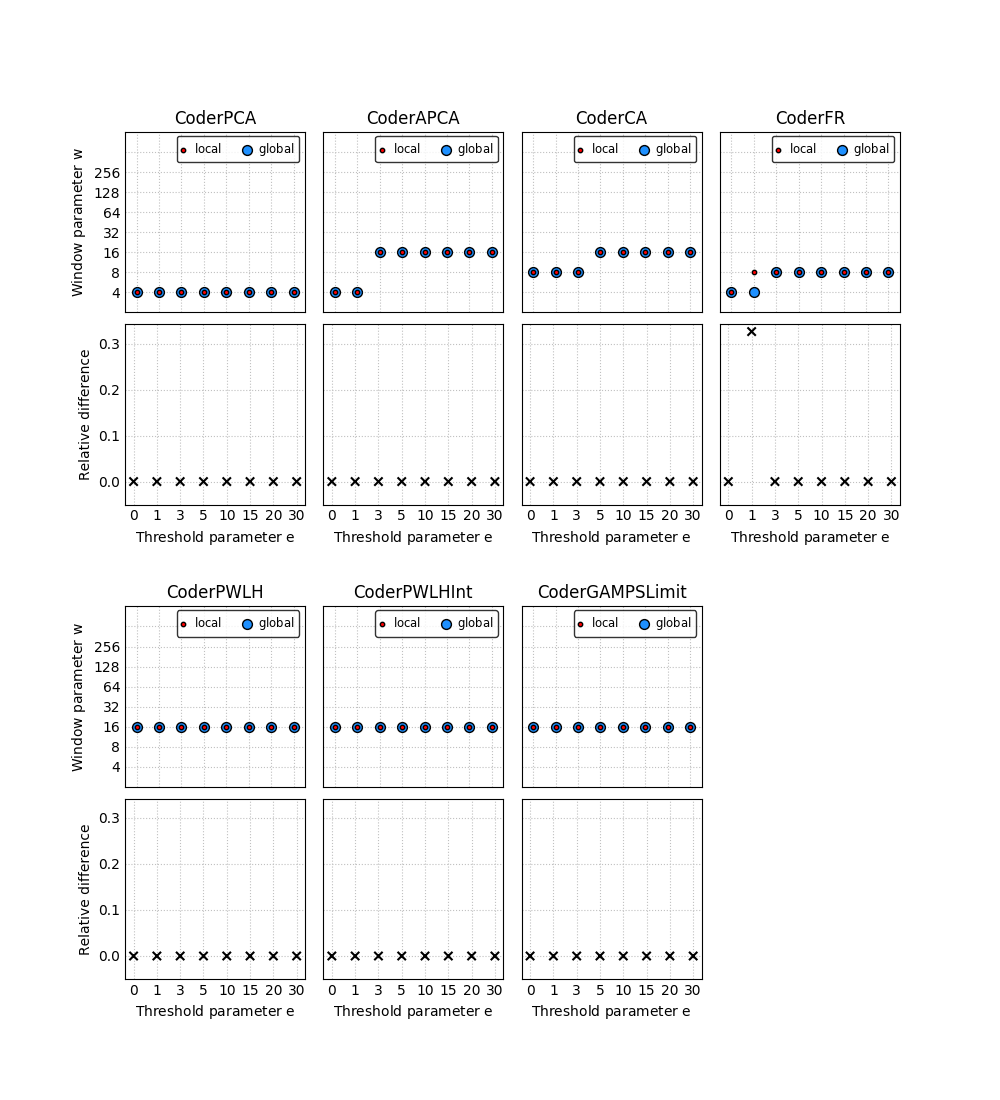 CoderPCA CoderAPCA CoderCA CoderFR
local global local global local global local global
Window parameter w
256
128
64
32
16
8
4
Relative difference
0.3
0.2
0.1
0.0
0 1 3 5 10 15 20 30 0 1 3 5 10 15 20 30 0 1 3 5 10 15 20 30 0 1 3 5 10 15 20 30
Threshold parameter e Threshold parameter e Threshold parameter e Threshold parameter e
CoderPWLH CoderPWLHInt CoderGAMPSLimit
local global local global local global
Window parameter w
256
128
64
32
16
8
4
Relative difference
0.3
0.2
0.1
0.0
0 1 3 5 10 15 20 30 0 1 3 5 10 15 20 30 0 1 3 5 10 15 20 30
Threshold parameter e Threshold parameter e Threshold parameter e